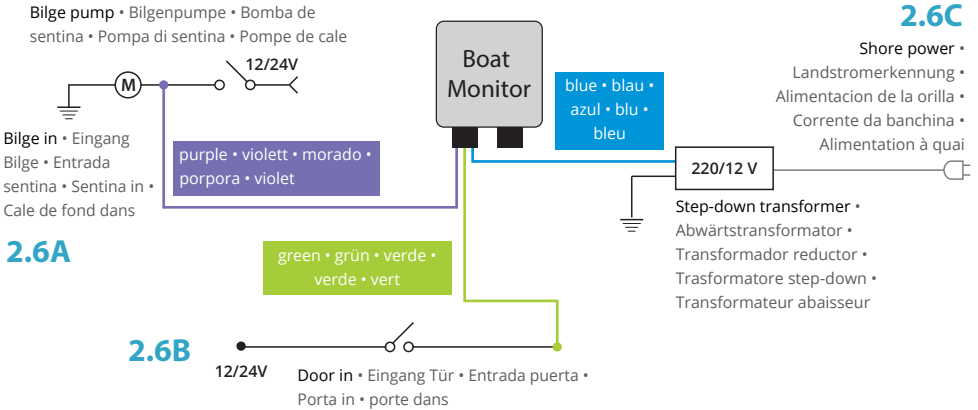 Bilge pump • Bilgenpumpe • Bomba de
sentina • Pompa di sentina • Pompe de cale
12/24V
M
Bilge in • Eingang
Bilge • Entrada
sentina • Sentina in •
Cale de fond dans
2.6A
purple • violett • morado •
porpora • violet
Boat
Monitor
blue • blau •
azul • blu •
bleu
2.6C
Shore power •
Landstromerkennung •
Alimentacion de la orilla •
Corrente da banchina •
Alimentation à quai
220/12 V
Step-down transformer •
Abwärtstransformator •
Transformador reductor •
Trasformatore step-down •
Transformateur abaisseur
green • grün • verde •
verde • vert
2.6B
12/24V
Door in • Eingang Tür • Entrada puerta •
Porta in • porte dans